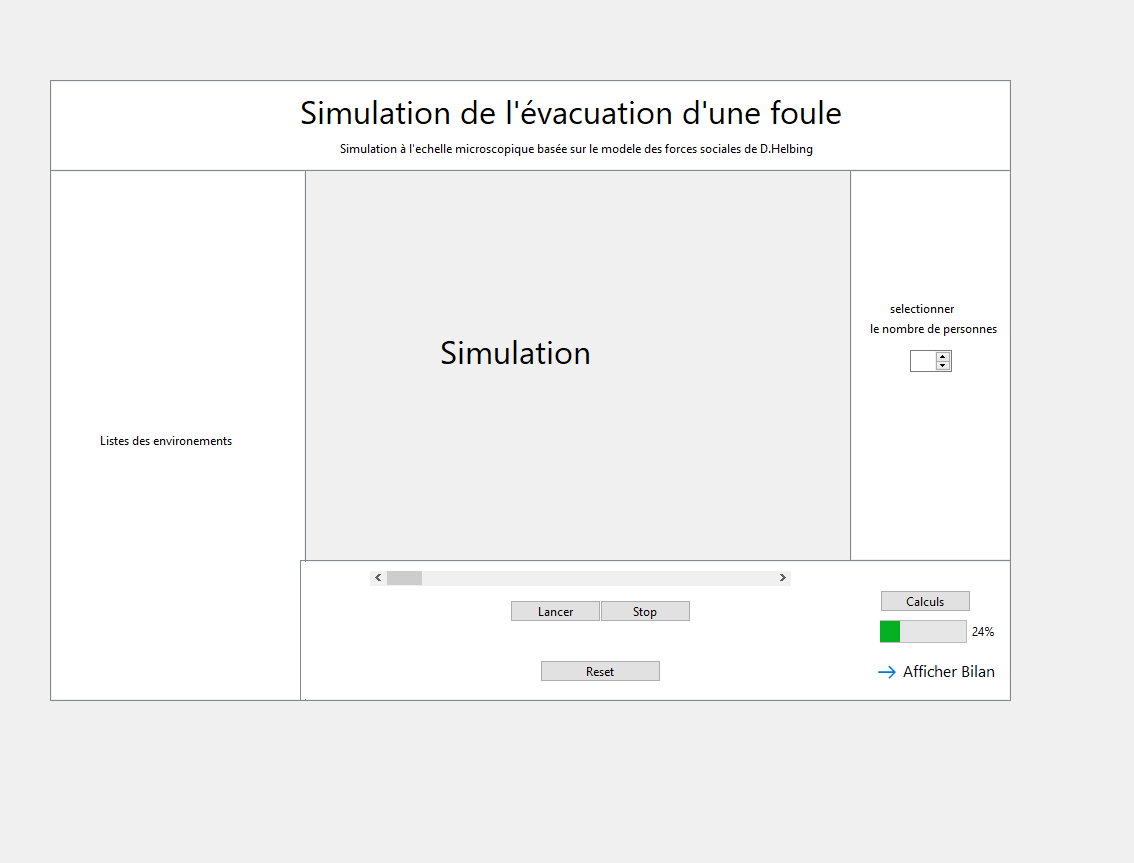 Simulation de l'évacuation d'une foule
Simulation à l'echelle microscopique basée sur le modele des forces sociales de D.Helbing
Listes des environements
Simulation
selectionner
le nombre de personnes
Lancer
Stop
Reset
Calculs
24%
Afficher Bilan